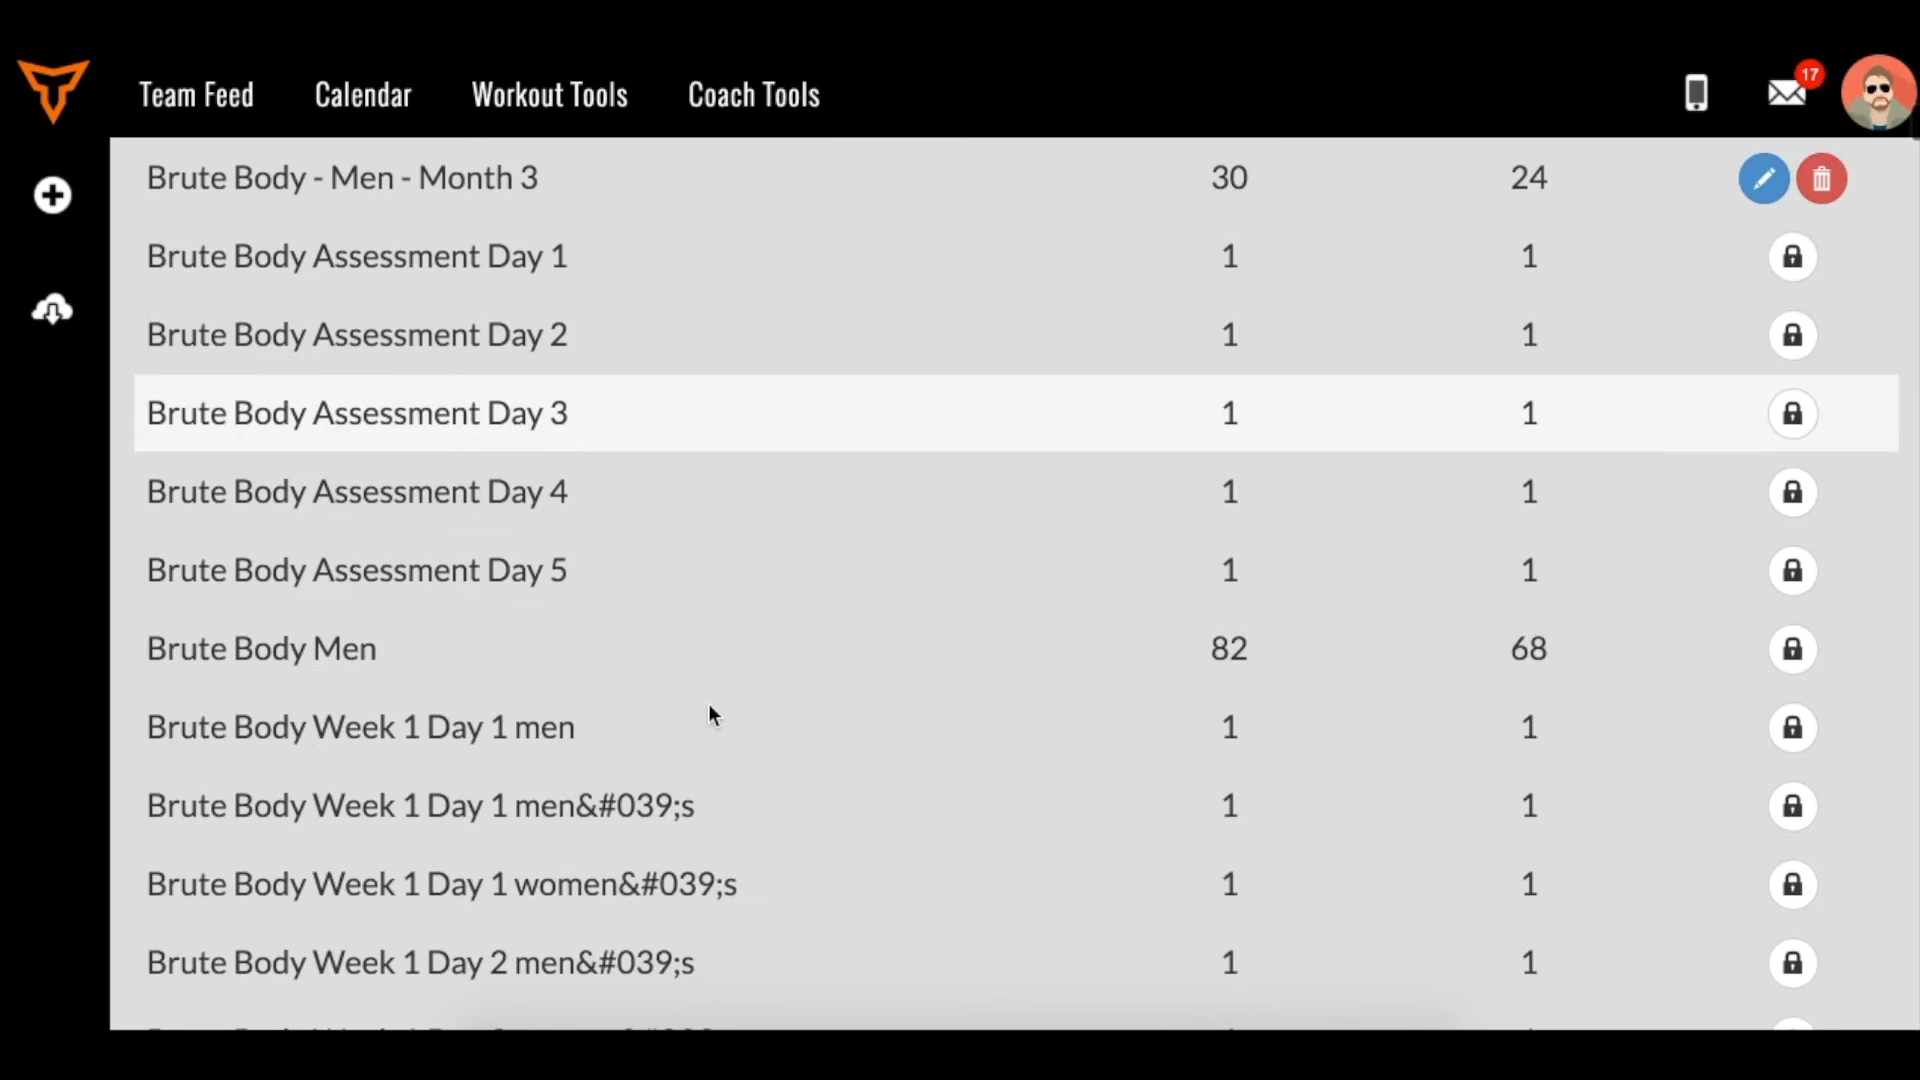 Team Feed Calendar Workout Tools Coach Tools 17
Brute Body - Men - Month 3 30 24
Brute Body Assessment Day 1 1 1
Brute Body Assessment Day 2 1 1
Brute Body Assessment Day 3 1 1
Brute Body Assessment Day 4 1 1
Brute Body Assessment Day 5 1 1
Brute Body Men 82 68
Brute Body Week 1 Day 1 men 1 1
Brute Body Week 1 Day 1 men&#039;s 1 1
Brute Body Week 1 Day 1 women&#039;s 1 1
Brute Body Week 1 Day 2 men&#039;s 1 1